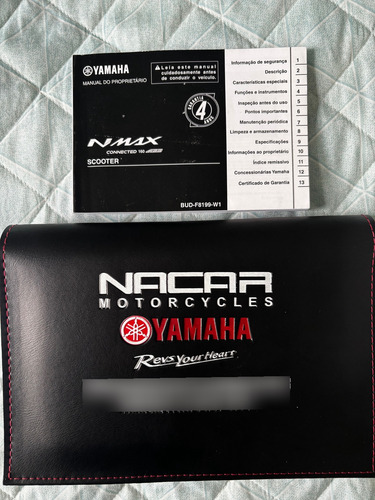 YAMAHA
MANUAL DO PROPRIETÁRIO
Leia este manual
cuidadosamente antes
de conduzir o veículo.
GARANTIA
4
ANOS
NMAX
CONNECTED 160 ABS
SCOOTER
BUD-F8199-W1
Informação de segurança 1
Descrição 2
Características especiais 3
Funções e instrumentos 4
Inspeção antes do uso 5
Pontos importantes 6
Manutenção periódica 7
Limpeza e armazenamento 8
Especificações 9
Informações ao proprietário 10
Índice remissivo 11
Concessionárias Yamaha 12
Certificado de Garantia 13
NACAR
MOTORCYCLES
YAMAHA
Revs Your Heart